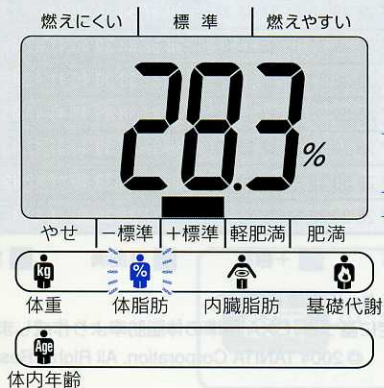 燃えにくい 標準 燃えやすい
28.3%
やせ －標準 ＋標準 軽肥満 肥満
kg %
体重 体脂肪 内臓脂肪 基礎代謝
Age
体内年齢